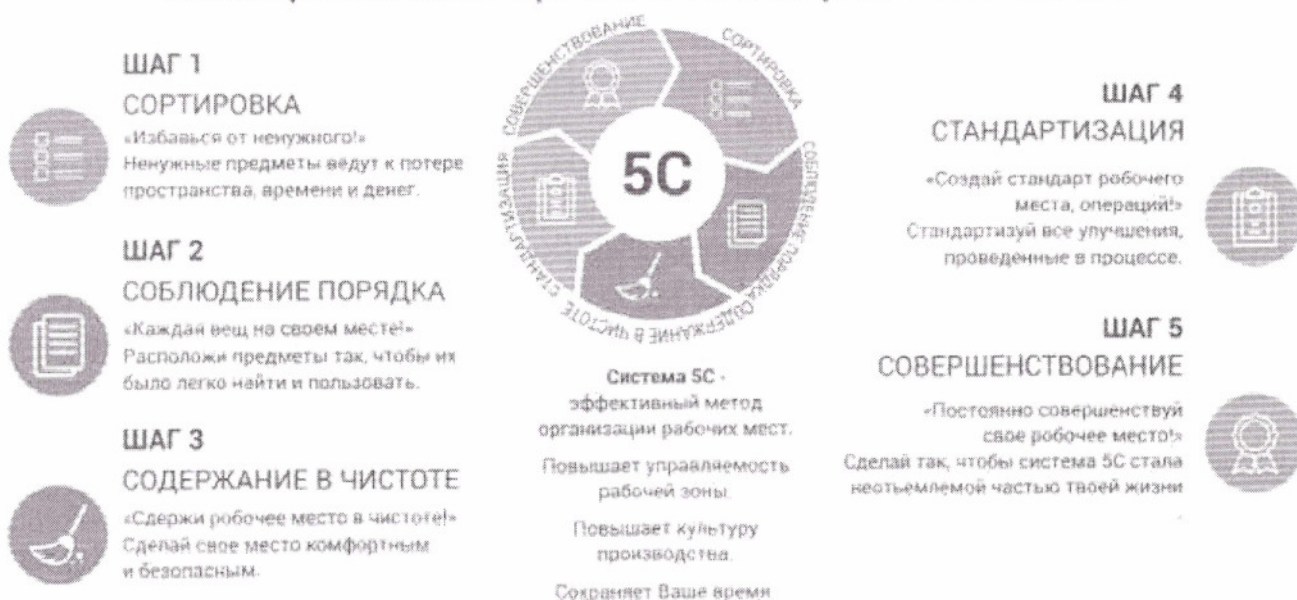 ШАГ 1
СОРТИРОВКА
«Избавься от ненужного!»
Ненужные предметы ведут к потере
пространства, времени и денег.
ШАГ 2
СОБЛЮДЕНИЕ ПОРЯДКА
«Каждая вещ на своем месте!»
Расположи предметы так, чтобы их
было легко найти и пользовать.
ШАГ 3
СОДЕРЖАНИЕ В ЧИСТОТЕ
«Сдержи робочее место в чистоте!»
Сделай свое место комфортным
и безопасным.
СОВЕРШЕНСТВОВАНИЕ
СОРТИРОВКА
СОБЛЮДЕНИЕ ПОРЯДКА
СОДЕРЖАНИЕ В ЧИСТОТЕ
СТАНДАРТИЗАЦИЯ
5С
Система 5С -
эффективный метод
организации рабочих мест.
Повышает управляемость
рабочей зоны.
Повышает культуру
производства.
Сохраняет Ваше время
ШАГ 4
СТАНДАРТИЗАЦИЯ
«Создай стандарт робочего
места, операций!»
Стандартизуй все улучшения,
проведенные в процессе.
ШАГ 5
СОВЕРШЕНСТВОВАНИЕ
«Постоянно совершенствуй
свое робочее место!»
Сделай так, чтобы система 5С стала
неотъемлемой частью твоей жизни